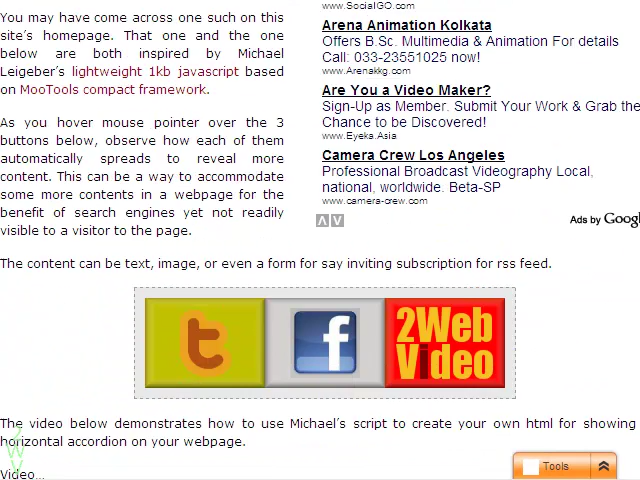 You may have come across one such on this
site's homepage. That one and the one
below are both inspired by Michael
Leigeber's lightweight 1kb javascript based
on MooTools compact framework.
As you hover mouse pointer over the 3
buttons below, observe how each of them
automatically spreads to reveal more
content. This can be a way to accommodate
some more contents in a webpage for the
benefit of search engines yet not readily
visible to a visitor to the page.
www.SocialGO.com
Arena Animation Kolkata
Offers B.Sc. Multimedia & Animation For details
Call: 033-23551025 now!
www.Arenakkg.com
Are You a Video Maker?
Sign-Up as Member. Submit Your Work & Grab the
Chance to be Discovered!
www.Eyeka.Asia
Camera Crew Los Angeles
Professional Broadcast Videography Local,
national, worldwide. Beta-SP
www.camera-crew.com
Ads by Googl
The content can be text, image, or even a form for say inviting subscription for rss feed.
t
f
2Web
Video
The video below demonstrates how to use Michael's script to create your own html for showing
horizontal accordion on your webpage.
Video...
Tools